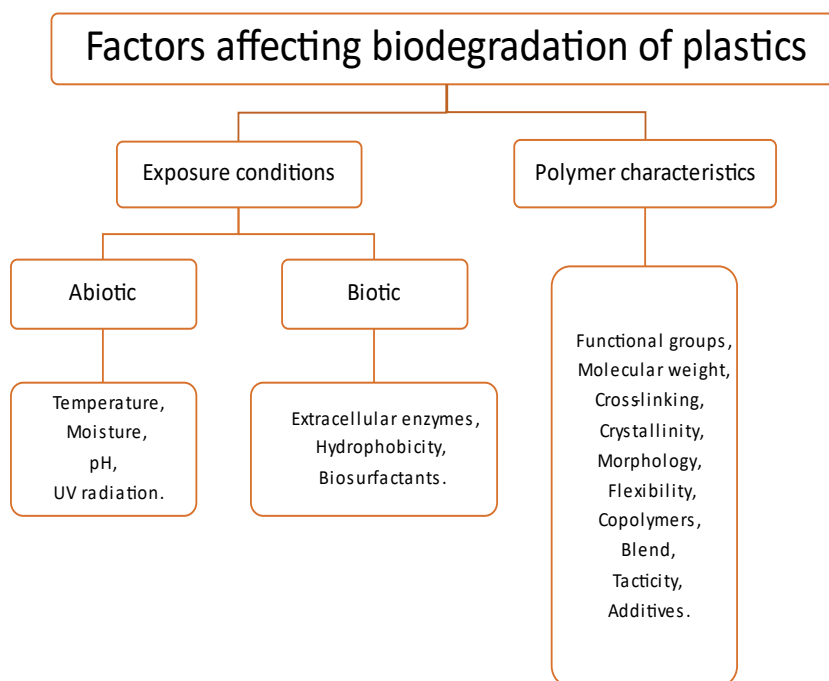 Factors affecting biodegradation of plastics
Exposure conditions
Polymer characteristics
Abiotic
Biotic
Temperature,
Moisture,
pH,
UV radiation.
Extracellular enzymes,
Hydrophobicity,
Biosurfactants.
Functional groups,
Molecular weight,
Cross-linking,
Crystallinity,
Morphology,
Flexibility,
Copolymers,
Blend,
Tacticity,
Additives.